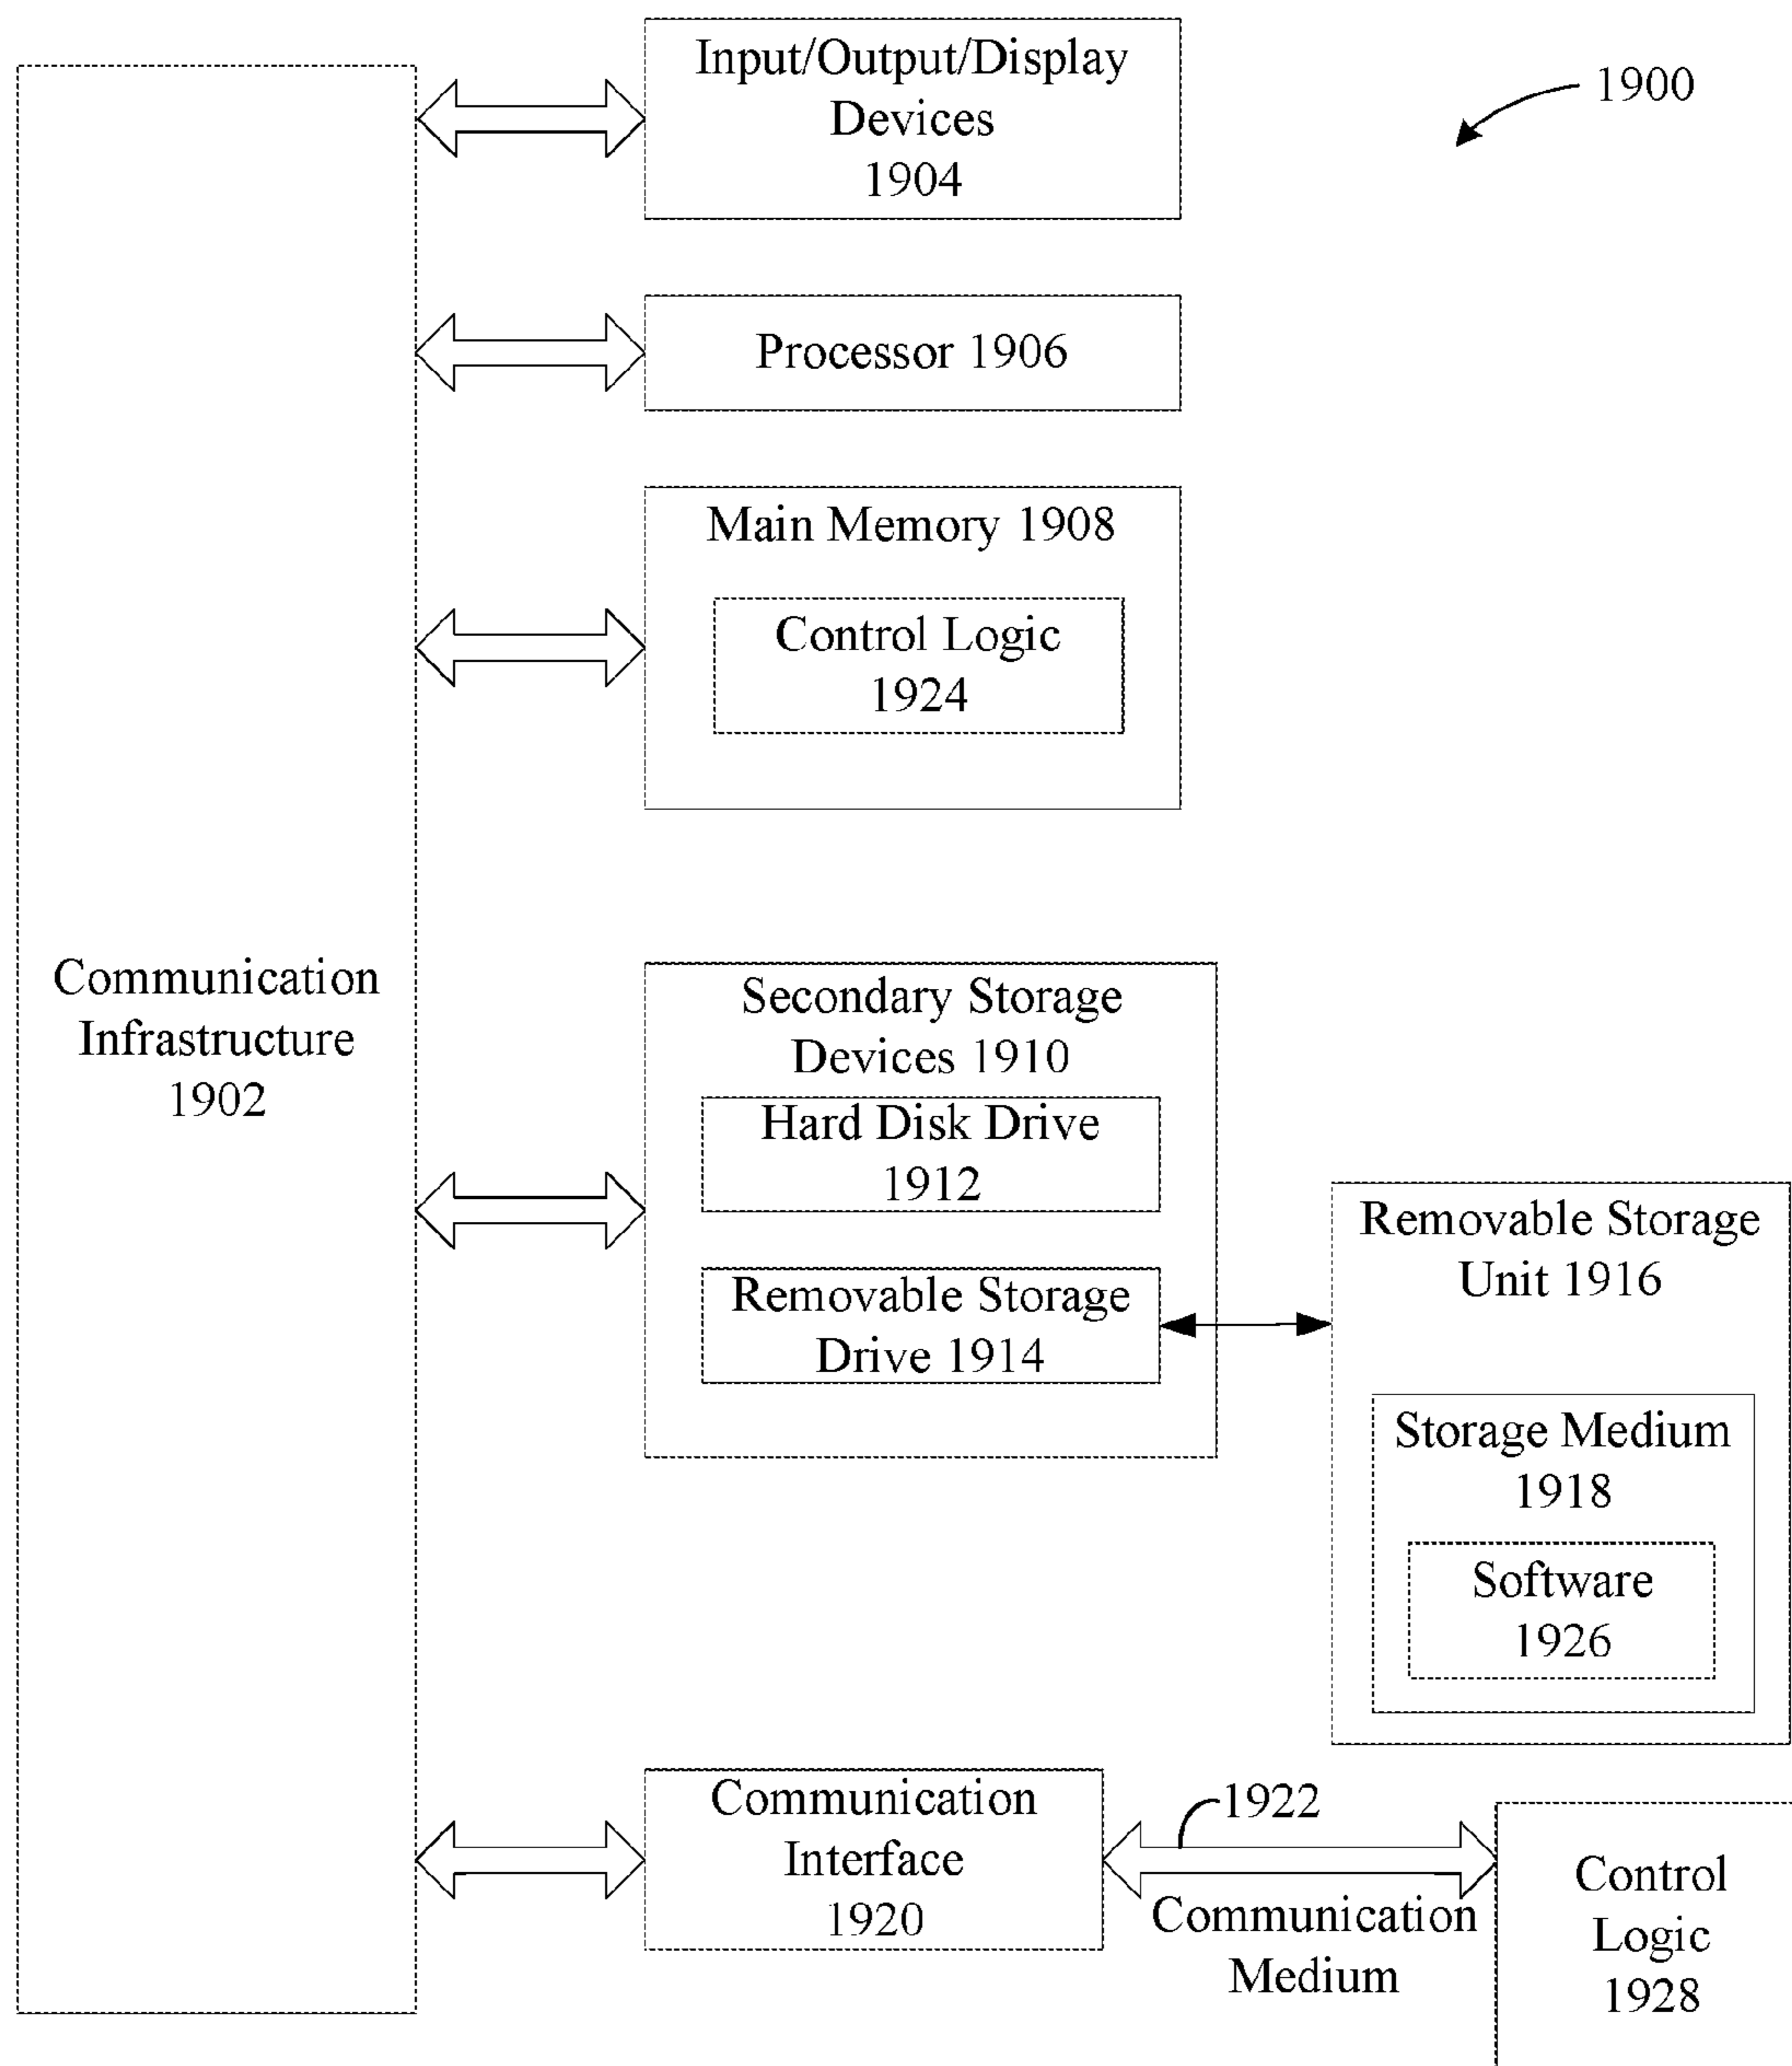 Input/Output/Display
Devices
1904
1900
Processor 1906
Main Memory 1908
Control Logic
1924
Communication
Infrastructure
1902
Secondary Storage
Devices 1910
Hard Disk Drive
1912
Removable Storage
Drive 1914
Removable Storage
Unit 1916
Storage Medium
1918
Software
1926
Communication
Interface
1920
1922
Communication
Medium
Control
Logic
1928